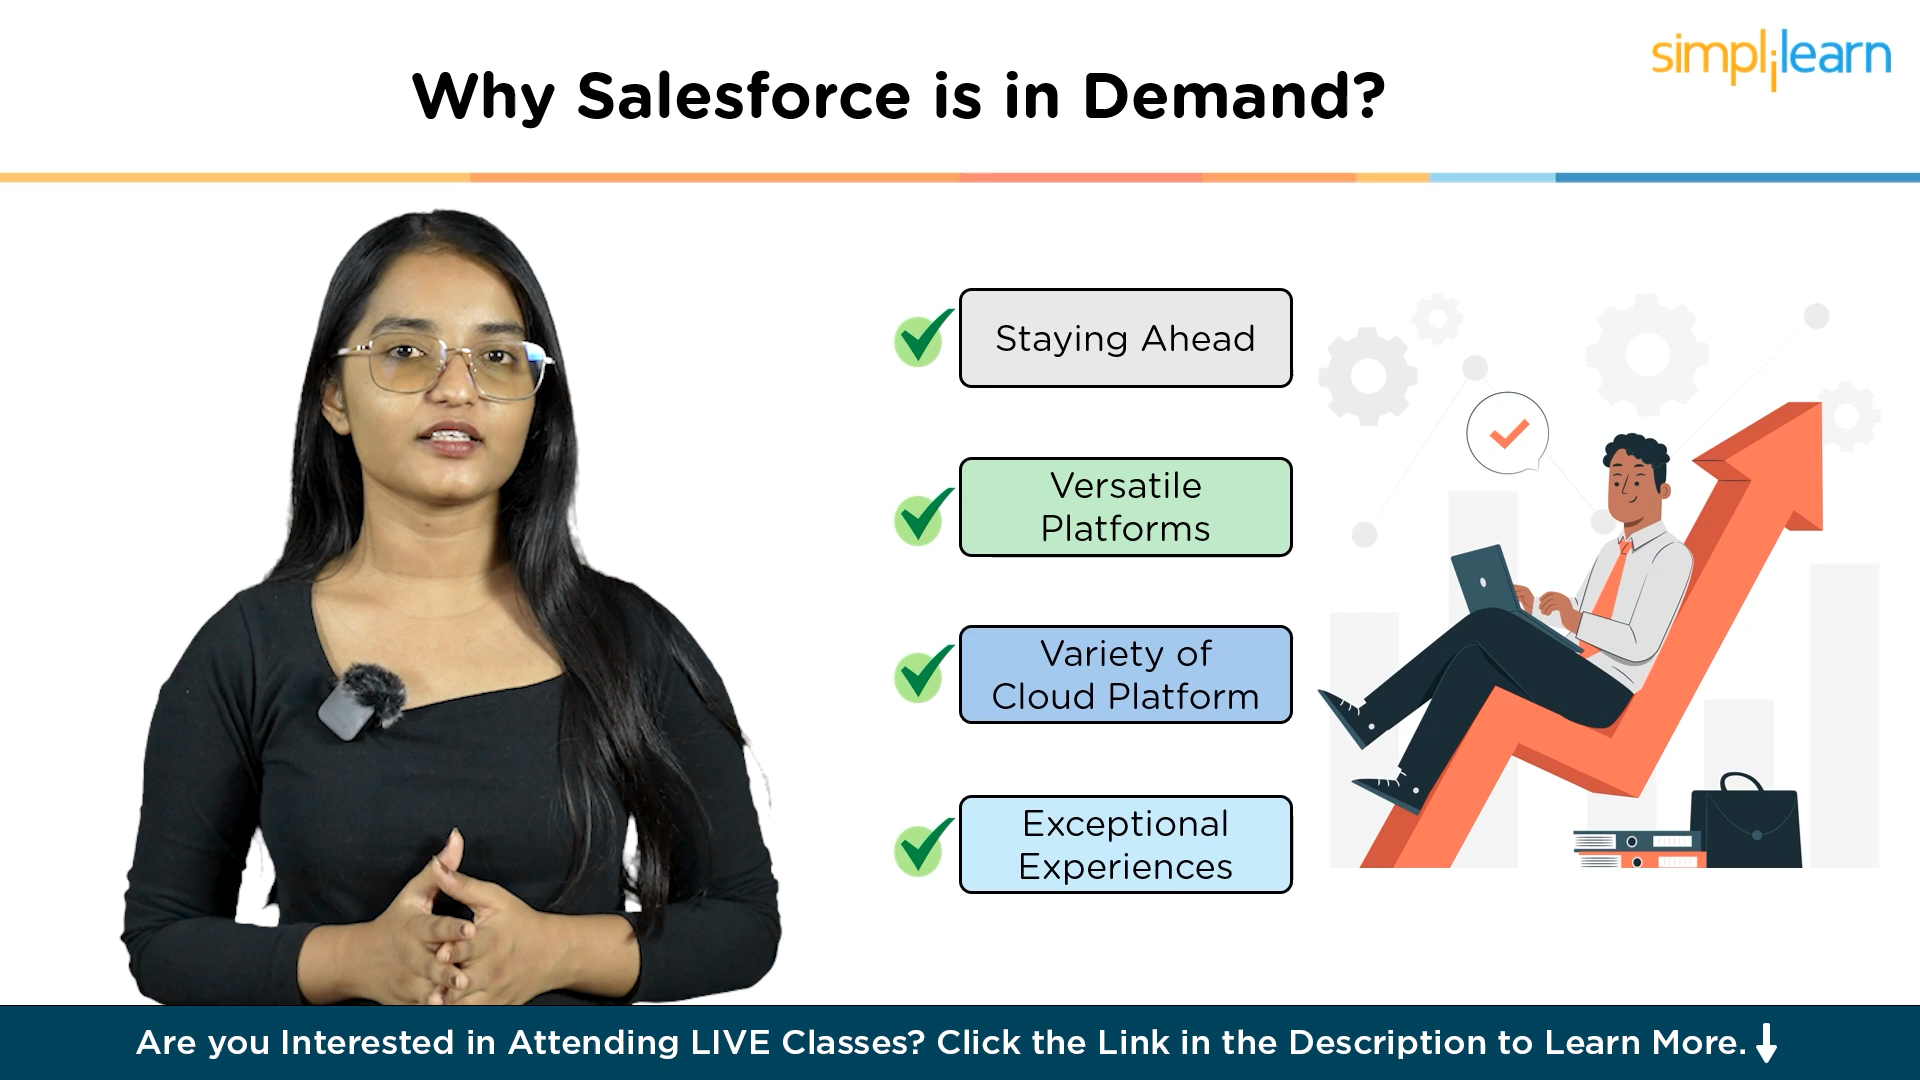 simplilearn
Why Salesforce is in Demand?
Staying Ahead
Versatile
Platforms
Variety of
Cloud Platform
Exceptional
Experiences
Are you Interested in Attending LIVE Classes? Click the Link in the Description to Learn More.